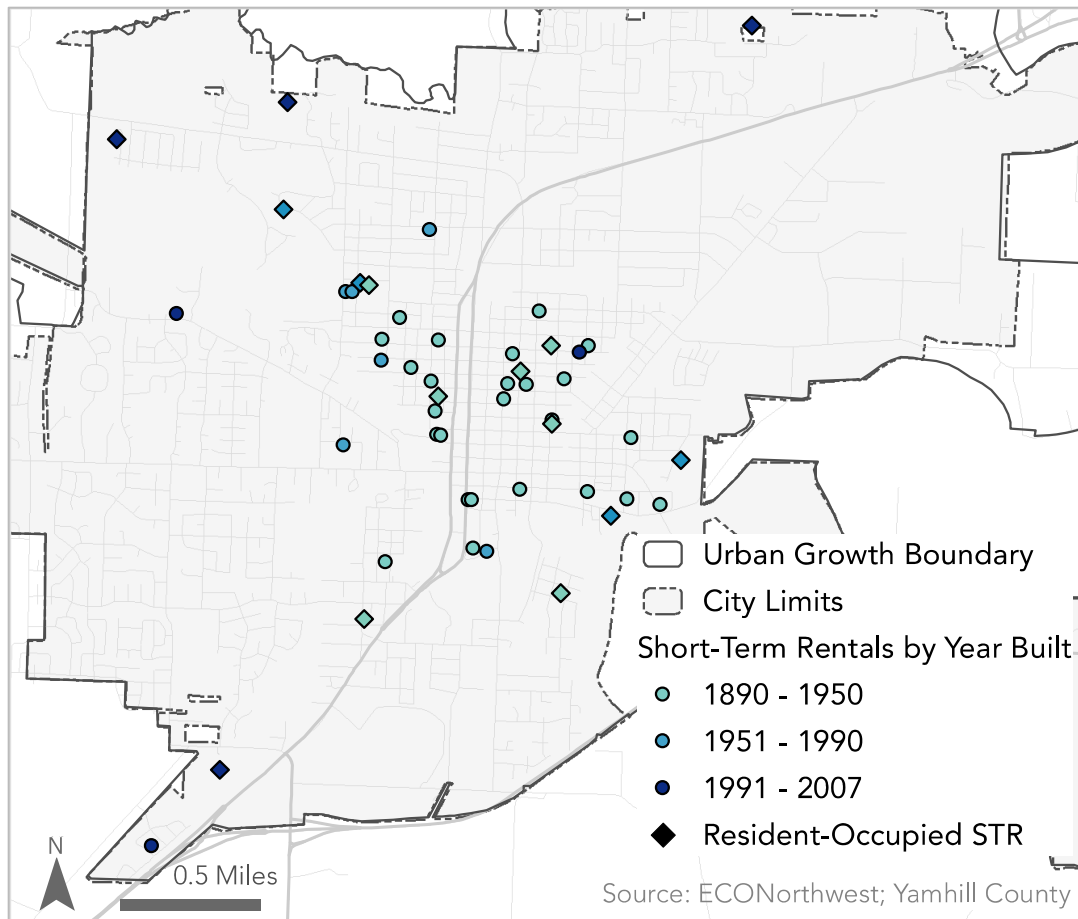 Urban Growth Boundary
City Limits
Short-Term Rentals by Year Built
1890 - 1950
1951 - 1990
1991 - 2007
Resident-Occupied STR
N
0.5 Miles
Source: ECONorthwest; Yamhill County